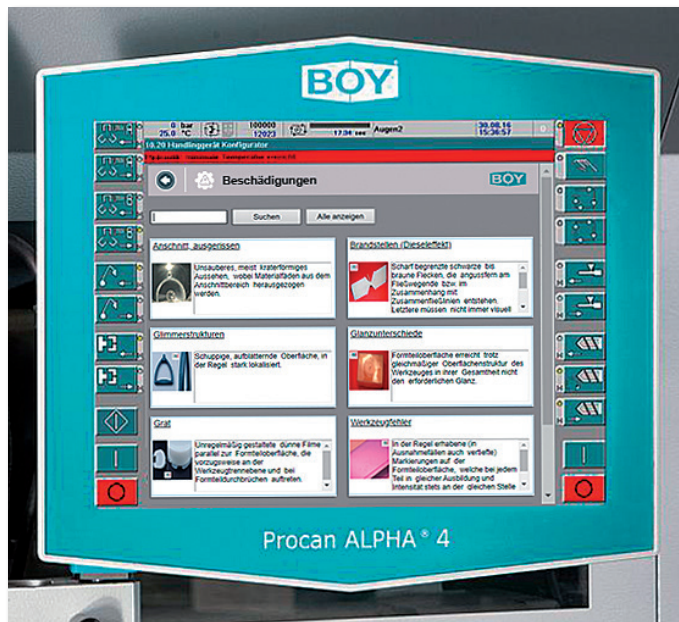 BOY
0 bar 100000 30.08.16
25.0 °C 12023 17.04 sec Augen2 15:36:57 0
10.20 Handlinggerät Konfigurator
Beschädigungen BOY
Suchen Alle anzeigen
Anschnitt, ausgerissen
Unsauberes, meist kraterförmiges
Aussehen, wobei Materialfäden aus dem
Anschnittbereich herausgezogen
werden.
Brandstellen (Dieseleffekt)
Scharf begrenzte schwarze bis
braune Flecken, die angussfern am
Fließwegende bzw. im
Zusammenhang mit
Zusammenfließlinien entstehen.
Letztere müssen nicht immer visuell
Glimmerstrukturen
Schuppige, aufblatternde Oberfläche, in
der Regel stark lokalisiert.
Glanzunterschiede
Formteiloberfläche erreicht trotz
gleichmäßiger Oberflächenstruktur des
Werkzeuges in ihrer Gesamtheit nicht
den erforderlichen Glanz.
Grat
Unregelmäßig gestaltete dünne Filme
parallel zur Formteiloberfläche, die
vorzugsweise an der
Werkzeugtrennebene und bei
Formteildurchbrüchen auftreten.
Werkzeugfehler
In der Regel erhabene (in
Ausnahmefällen auch vertiefte)
Markierungen auf der
Formteiloberfläche, welche bei jedem
Teil in gleicher Ausbildung und
Intensität stets an der gleichen Stelle
Procan ALPHA® 4